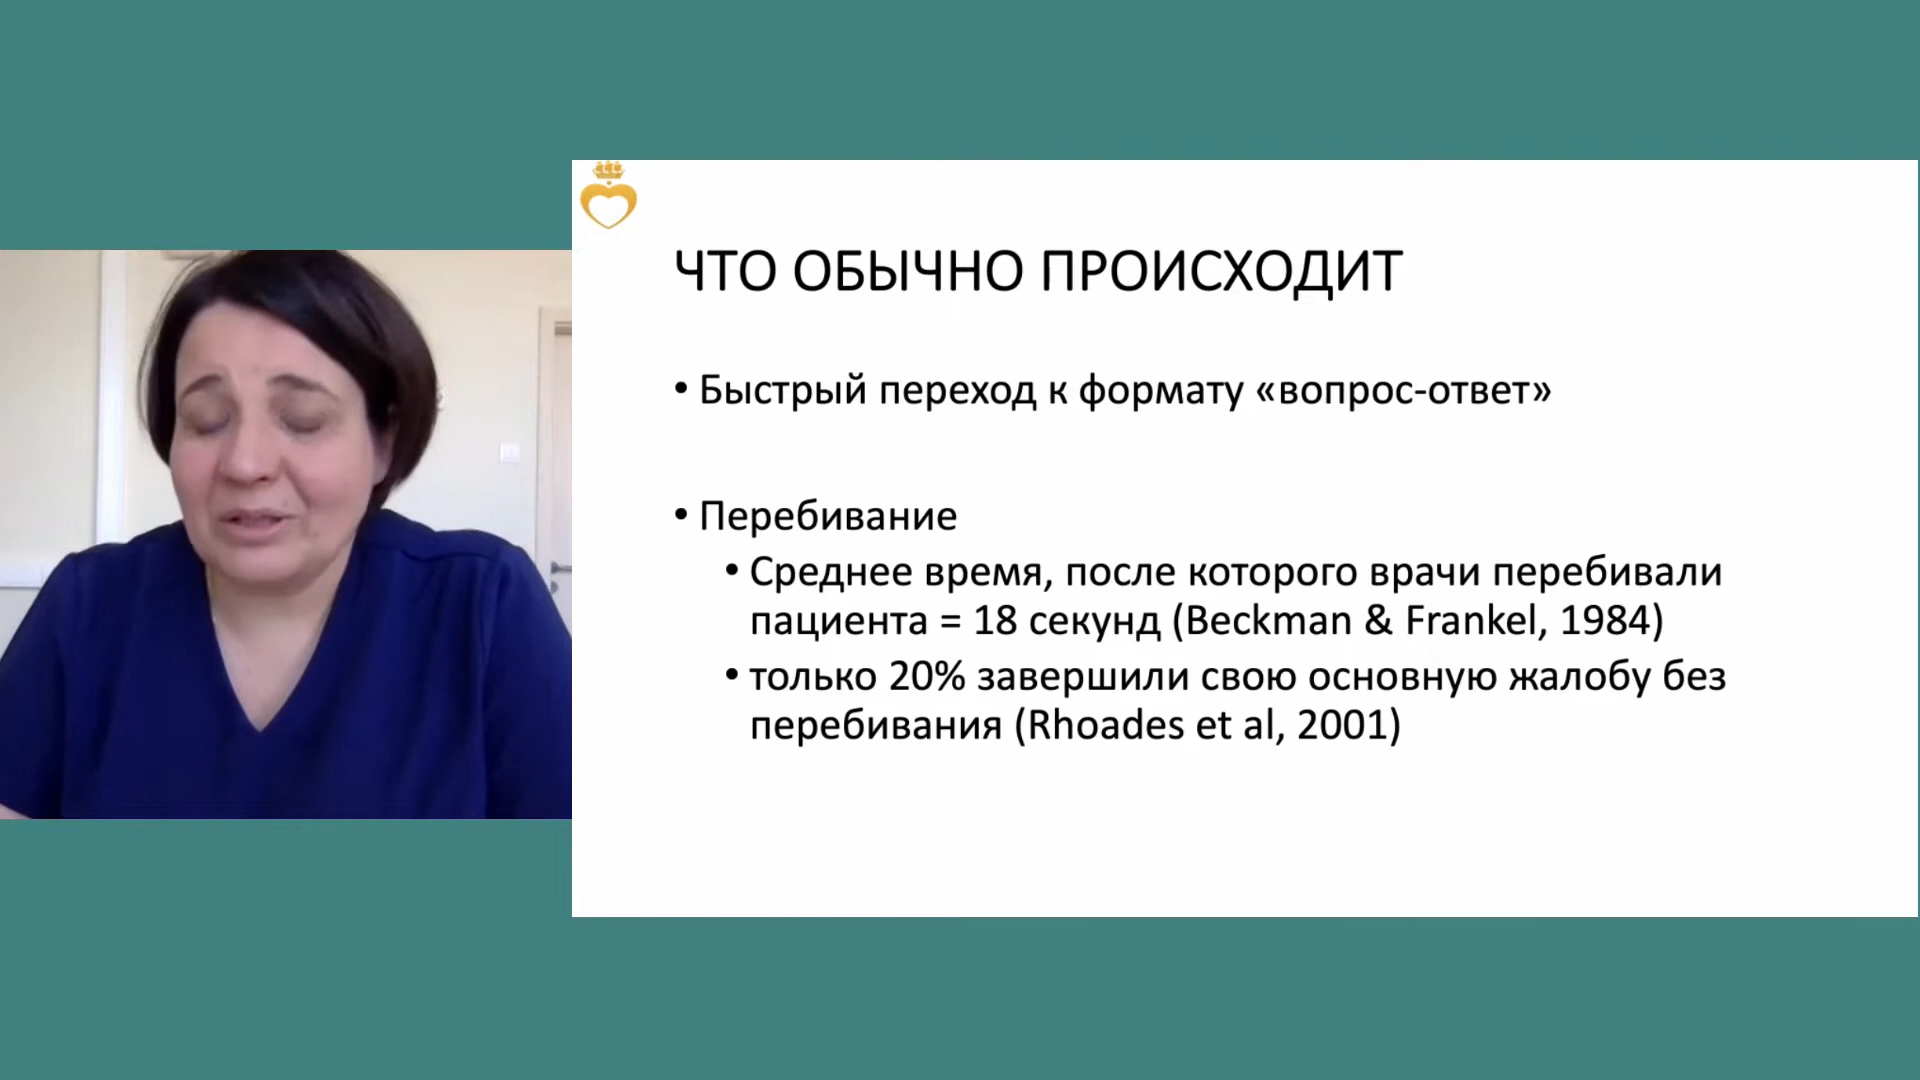 ЧТО ОБЫЧНО ПРОИСХОДИТ
• Быстрый переход к формату «вопрос-ответ»
• Перебивание
• Среднее время, после которого врачи перебивали
пациента = 18 секунд (Beckman & Frankel, 1984)
• только 20% завершили свою основную жалобу без
перебивания (Rhoades et al, 2001)